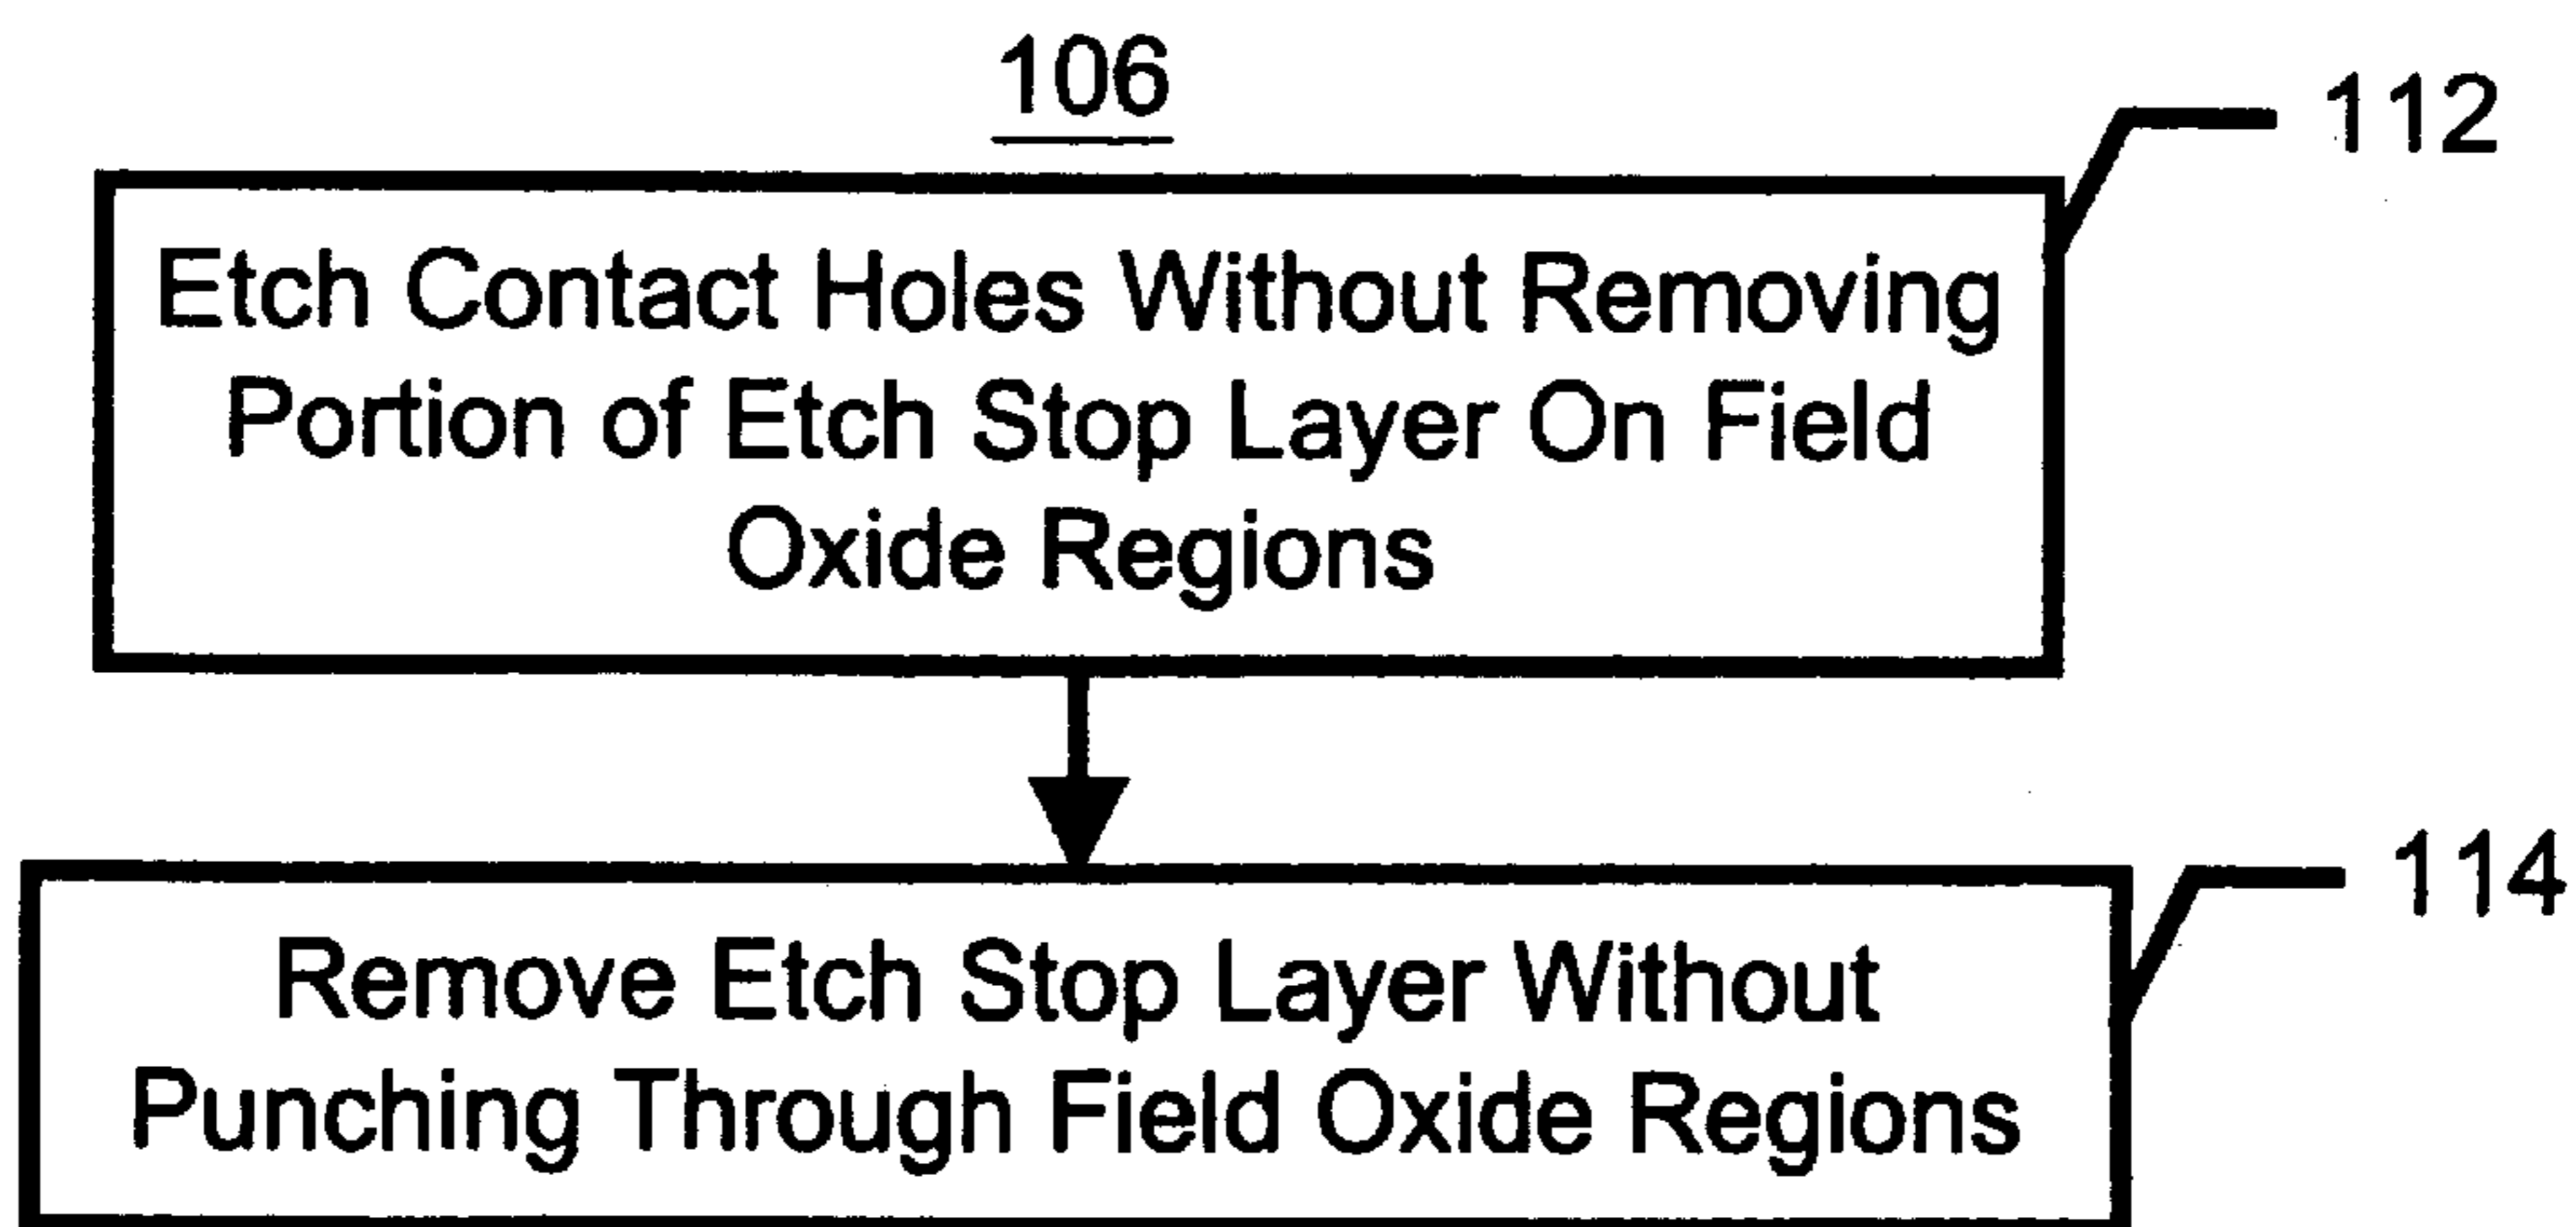 106
112
Etch Contact Holes Without Removing
Portion of Etch Stop Layer On Field
Oxide Regions
114
Remove Etch Stop Layer Without
Punching Through Field Oxide Regions